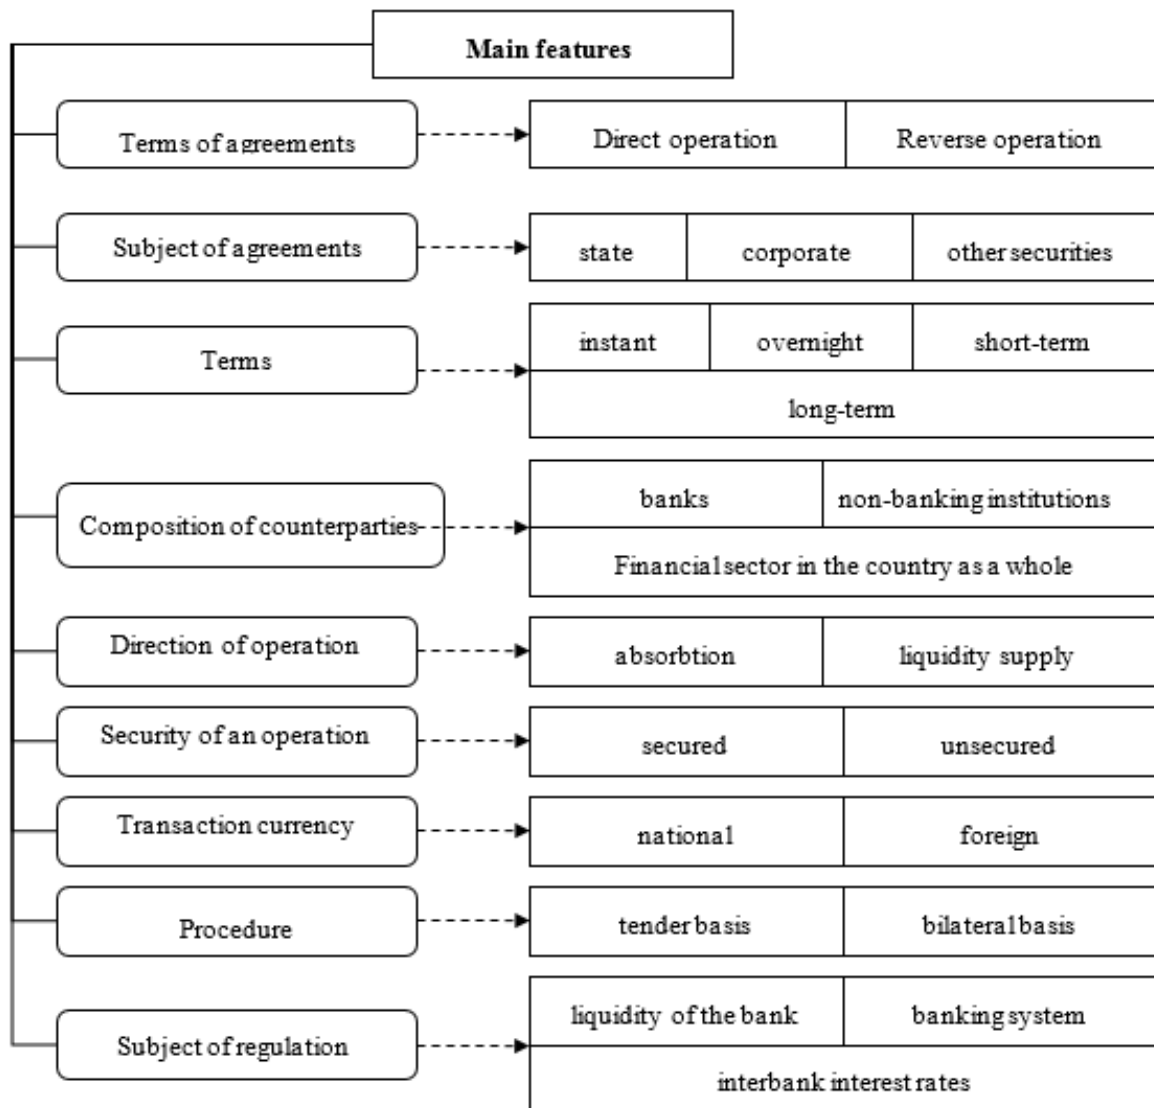 Main features
Terms of agreements
Direct operation
Reverse operation
Subject of agreements
state
corporate
other securities
Terms
instant
overnight
short-term
long-term
Composition of counterparties
banks
non-banking institutions
Financial sector in the country as a whole
Direction of operation
absorbtion
liquidity supply
Security of an operation
secured
unsecured
Transaction currency
national
foreign
Procedure
tender basis
bilateral basis
Subject of regulation
liquidity of the bank
banking system
interbank interest rates